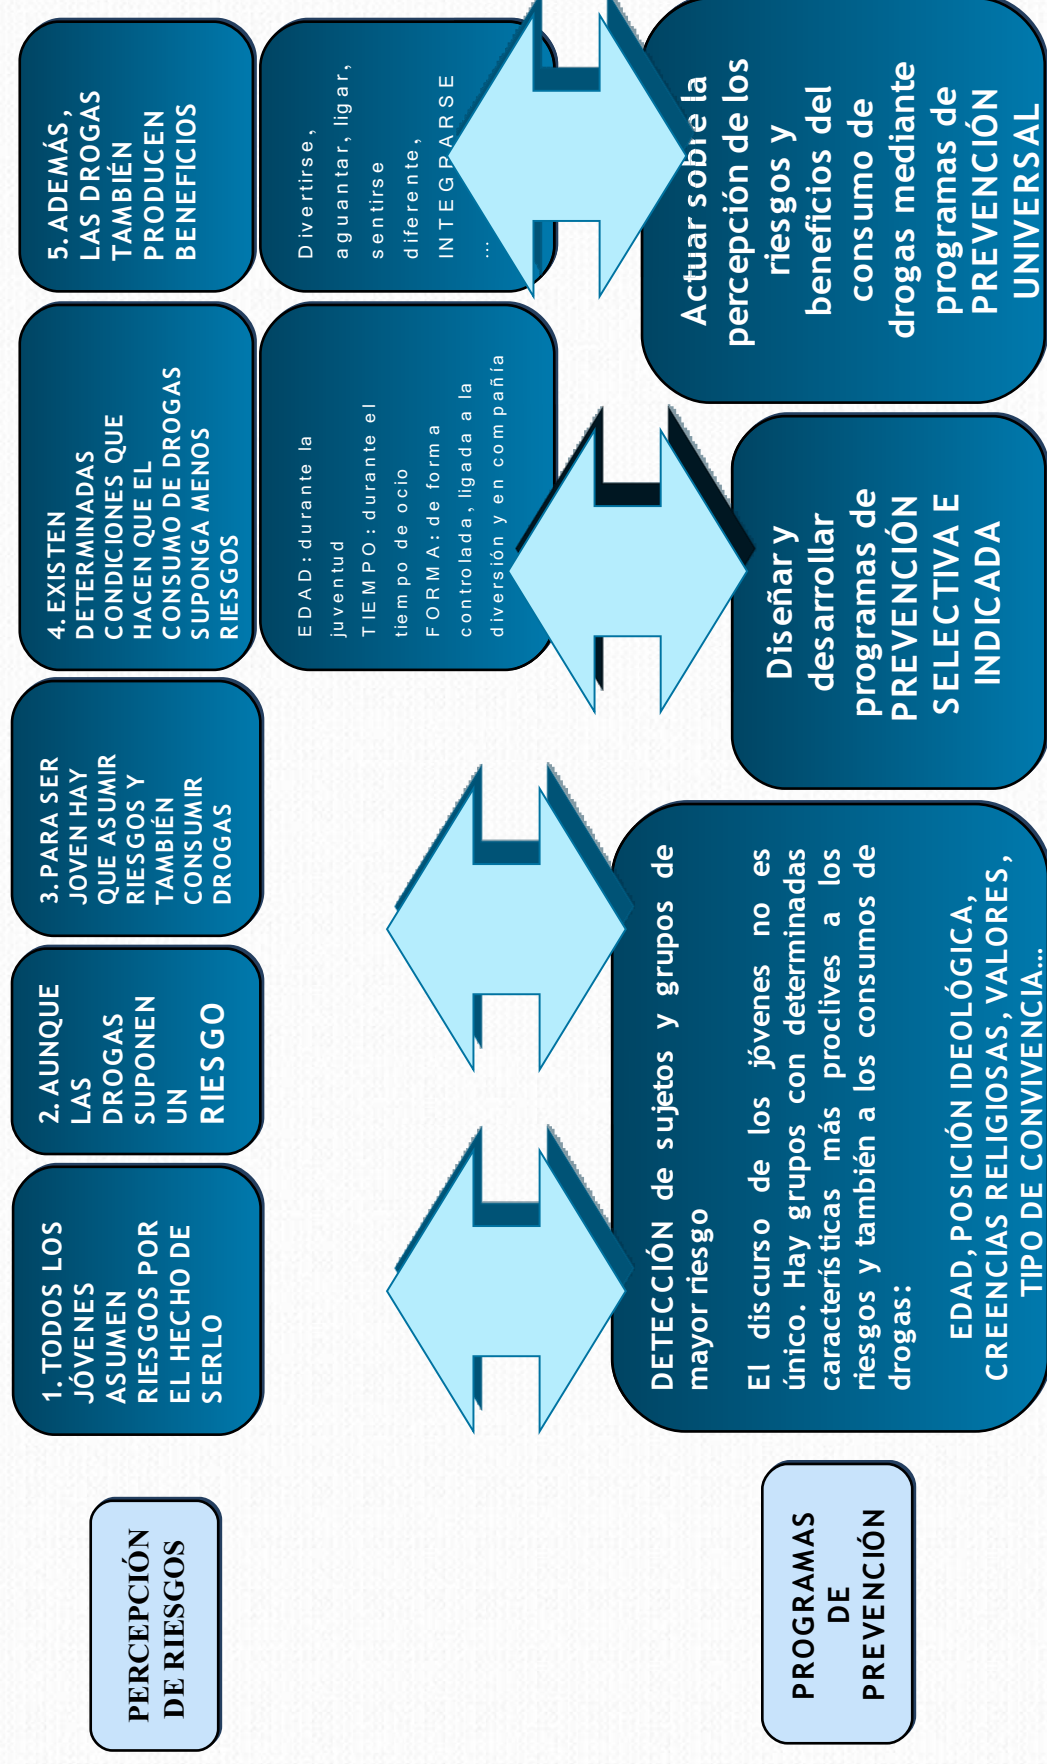 PERCEPCIÓN
DE RIESGOS
1. TODOS LOS
JÓVENES
ASUMEN
RIESGOS POR
EL HECHO DE
SERLO
2. AUNQUE
LAS
DROGAS
SUPONEN
UN
RIESGO
3. PARA SER
JOVEN HAY
QUE ASUMIR
RIESGOS Y
TAMBIÉN
CONSUMIR
DROGAS
4. EXISTEN
DETERMINADAS
CONDICIONES QUE
HACEN QUE EL
CONSUMO DE DROGAS
SUPONGA MENOS
RIESGOS
EDAD: durante la
juventud
TIEMPO: durante el
tiempo de ocio
FORMA: de forma
controlada, ligada a la
diversión y en compañía
5. ADEMÁS,
LAS DROGAS
TAMBIÉN
PRODUCEN
BENEFICIOS
Divertirse,
aguantar, ligar,
sentirse
diferente,
INTEGRARSE
...
PROGRAMAS
DE
PREVENCIÓN
DETECCIÓN de sujetos y grupos de
mayor riesgo
El discurso de los jóvenes no es
único. Hay grupos con determinadas
características más proclives a los
riesgos y también a los consumos de
drogas:
EDAD, POSICIÓN IDEOLÓGICA,
CREENCIAS RELIGIOSAS, VALORES,
TIPO DE CONVIVENCIA…
Diseñar y
desarrollar
programas de
PREVENCIÓN
SELECTIVA E
INDICADA
Actuar sobre la
percepción de los
riesgos y
beneficios del
consumo de
drogas mediante
programas de
PREVENCIÓN
UNIVERSAL